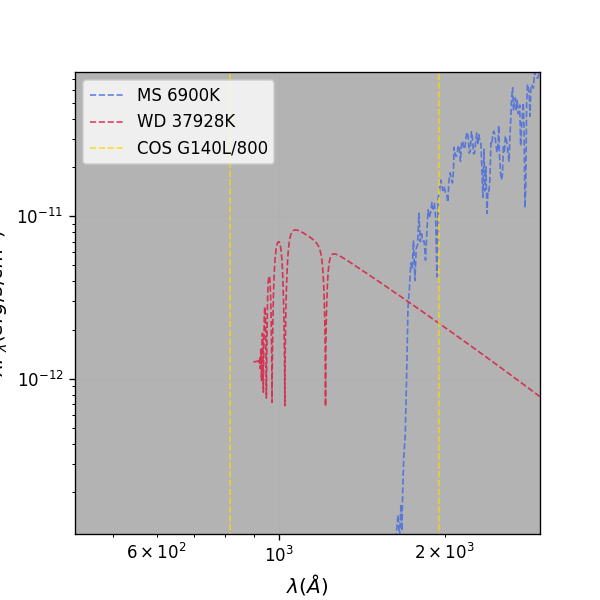 MS 6900K
WD 37928K
COS G140L/800
10⁻¹¹
10⁻¹²
6 × 10² 10³ 2 × 10³
λ(Å)